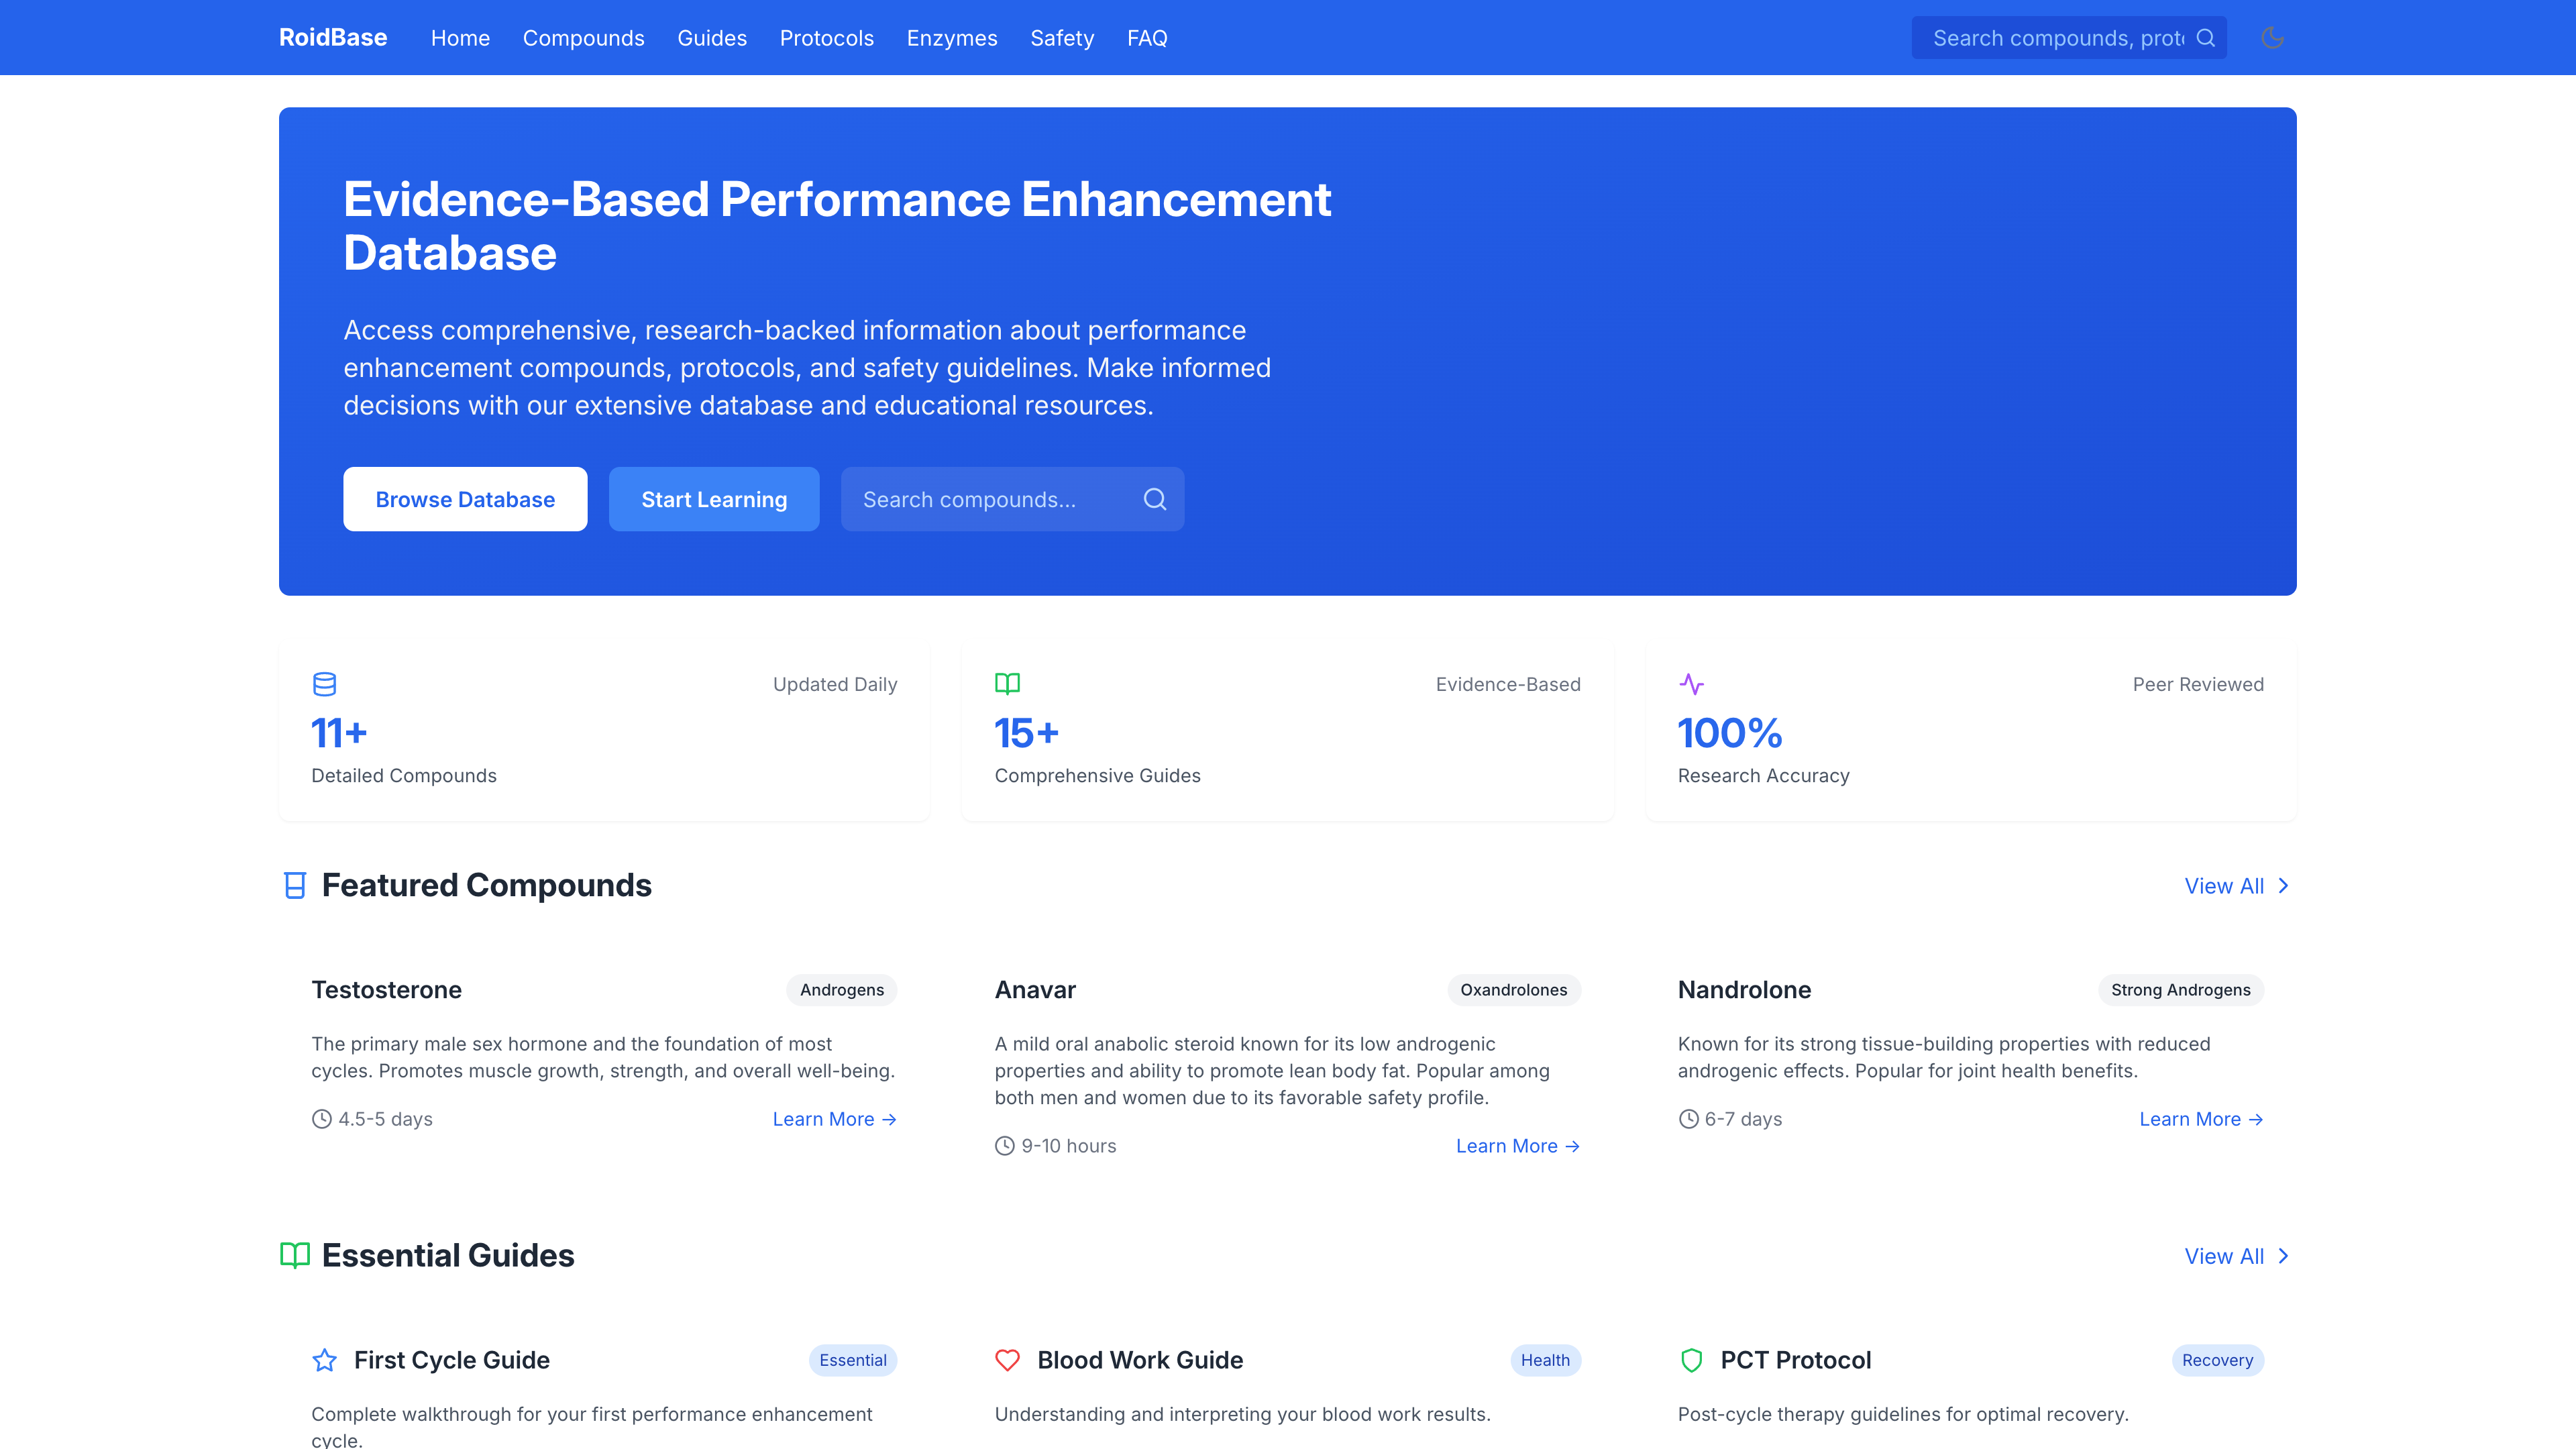 RoidBase Home Compounds Guides Protocols Enzymes Safety FAQ Search compounds, prot
Evidence-Based Performance Enhancement
Database
Access comprehensive, research-backed information about performance
enhancement compounds, protocols, and safety guidelines. Make informed
decisions with our extensive database and educational resources.
Browse Database Start Learning Search compounds...
Updated Daily Evidence-Based Peer Reviewed
11+ 15+ 100%
Detailed Compounds Comprehensive Guides Research Accuracy
Featured Compounds View All
Testosterone Androgens
The primary male sex hormone and the foundation of most
cycles. Promotes muscle growth, strength, and overall well-being.
4.5-5 days Learn More →
Anavar Oxandrolones
A mild oral anabolic steroid known for its low androgenic
properties and ability to promote lean body fat. Popular among
both men and women due to its favorable safety profile.
9-10 hours Learn More →
Nandrolone Strong Androgens
Known for its strong tissue-building properties with reduced
androgenic effects. Popular for joint health benefits.
6-7 days Learn More →
Essential Guides View All
First Cycle Guide Essential
Complete walkthrough for your first performance enhancement
cycle.
Blood Work Guide Health
Understanding and interpreting your blood work results.
PCT Protocol Recovery
Post-cycle therapy guidelines for optimal recovery.